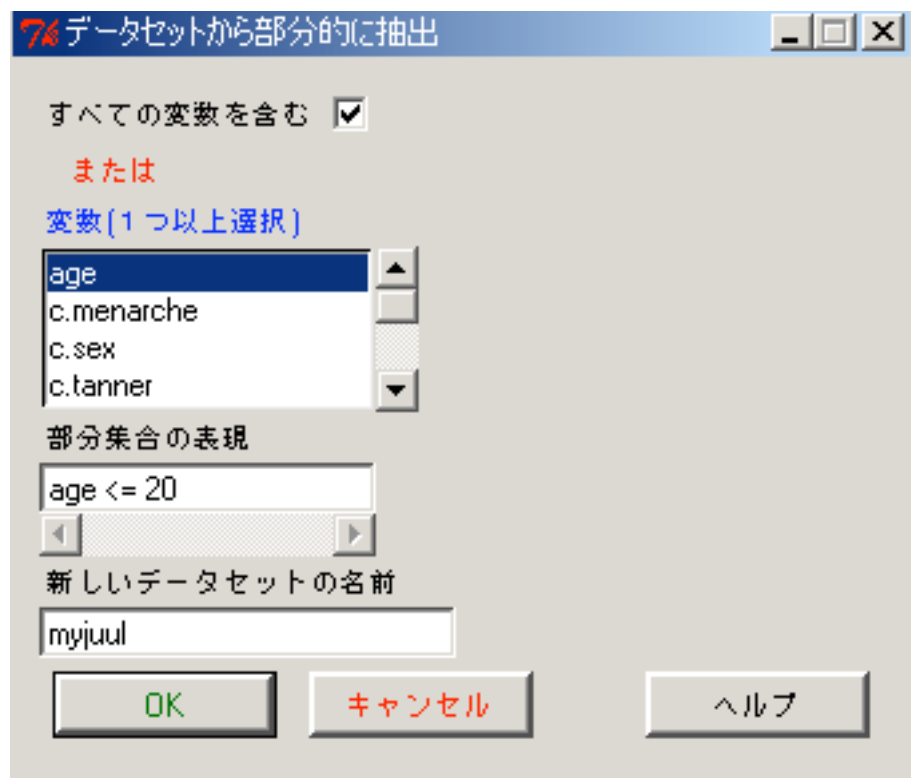 データセットから部分的に抽出
すべての変数を含む
または
変数(1 つ以上選択)
age
c.menarche
c.sex
c.tanner
部分集合の表現
age <= 20
新しいデータセットの名前
myjuul
OK キャンセル ヘルプ